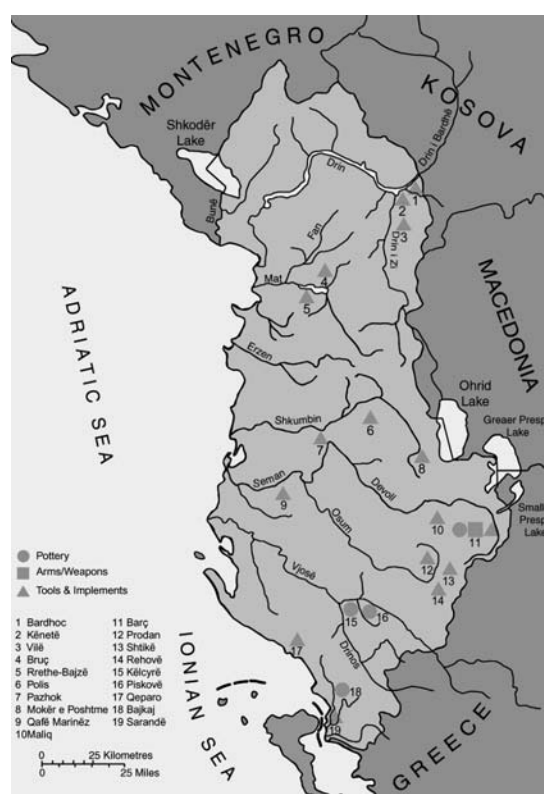 MONTENEGRO
KOSOVA
Shkodër
Lake
Drin i Bardhë
Drin
Bunë
1
2
3
Fan
Drin i Zi
4
Mat
5
MACEDONIA
ADRIATIC SEA
Erzen
Ohrid
Lake
Shkumbin
6
Greaer Presp
Lake
7
8
Seman
9
Devoll
Small
Presp
Lake
10
11
Osum
12
13
14
Vjosë
15
16
Drinos
17
18
19
IONIAN SEA
GREECE
Pottery
Arms/Weapons
Tools & Implements
1 Bardhoc 11 Barç
2 Kënetë 12 Prodan
3 Vilë 13 Shtikë
4 Bruç 14 Rehovë
5 Rrethe-Bajzë 15 Këlcyrë
6 Polis 16 Piskovë
7 Pazhok 17 Qeparo
8 Mokër e Poshtme 18 Bajkaj
9 Qafë Marinëz 19 Sarandë
10Maliq
0 25 Kilometres
0 25 Miles